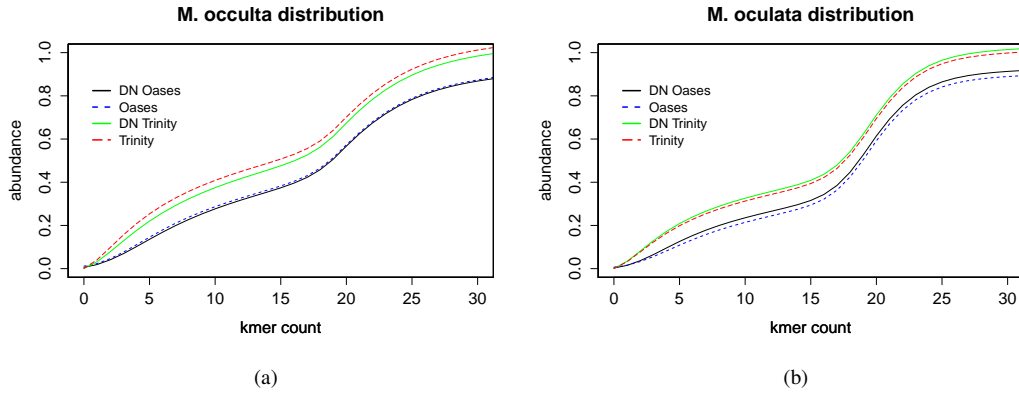 M. occulta distribution
1.0
0.8
0.6
0.4
0.2
0.0
abundance
DN Oases
Oases
DN Trinity
Trinity
0 5 10 15 20 25 30
kmer count
(a)
M. oculata distribution
1.0
0.8
0.6
0.4
0.2
0.0
abundance
DN Oases
Oases
DN Trinity
Trinity
0 5 10 15 20 25 30
kmer count
(b)